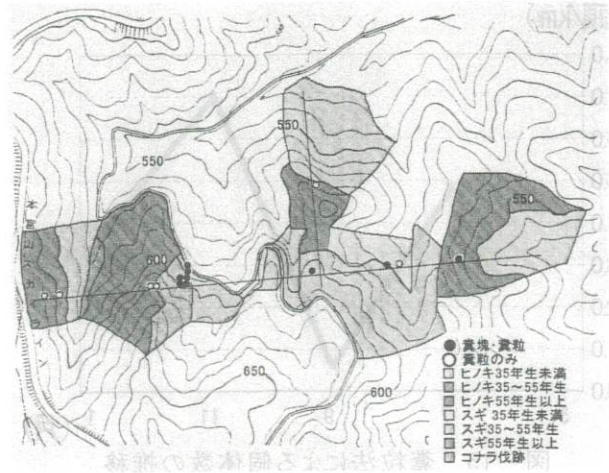 550
550
550
600
650
600
● 糞塊・糞粒
○ 糞粒のみ
ヒノキ35年生未満
ヒノキ35～55年生
ヒノキ55年生以上
スギ 35年生未満
スギ35～55年生
スギ55年生以上
コナラ伐跡